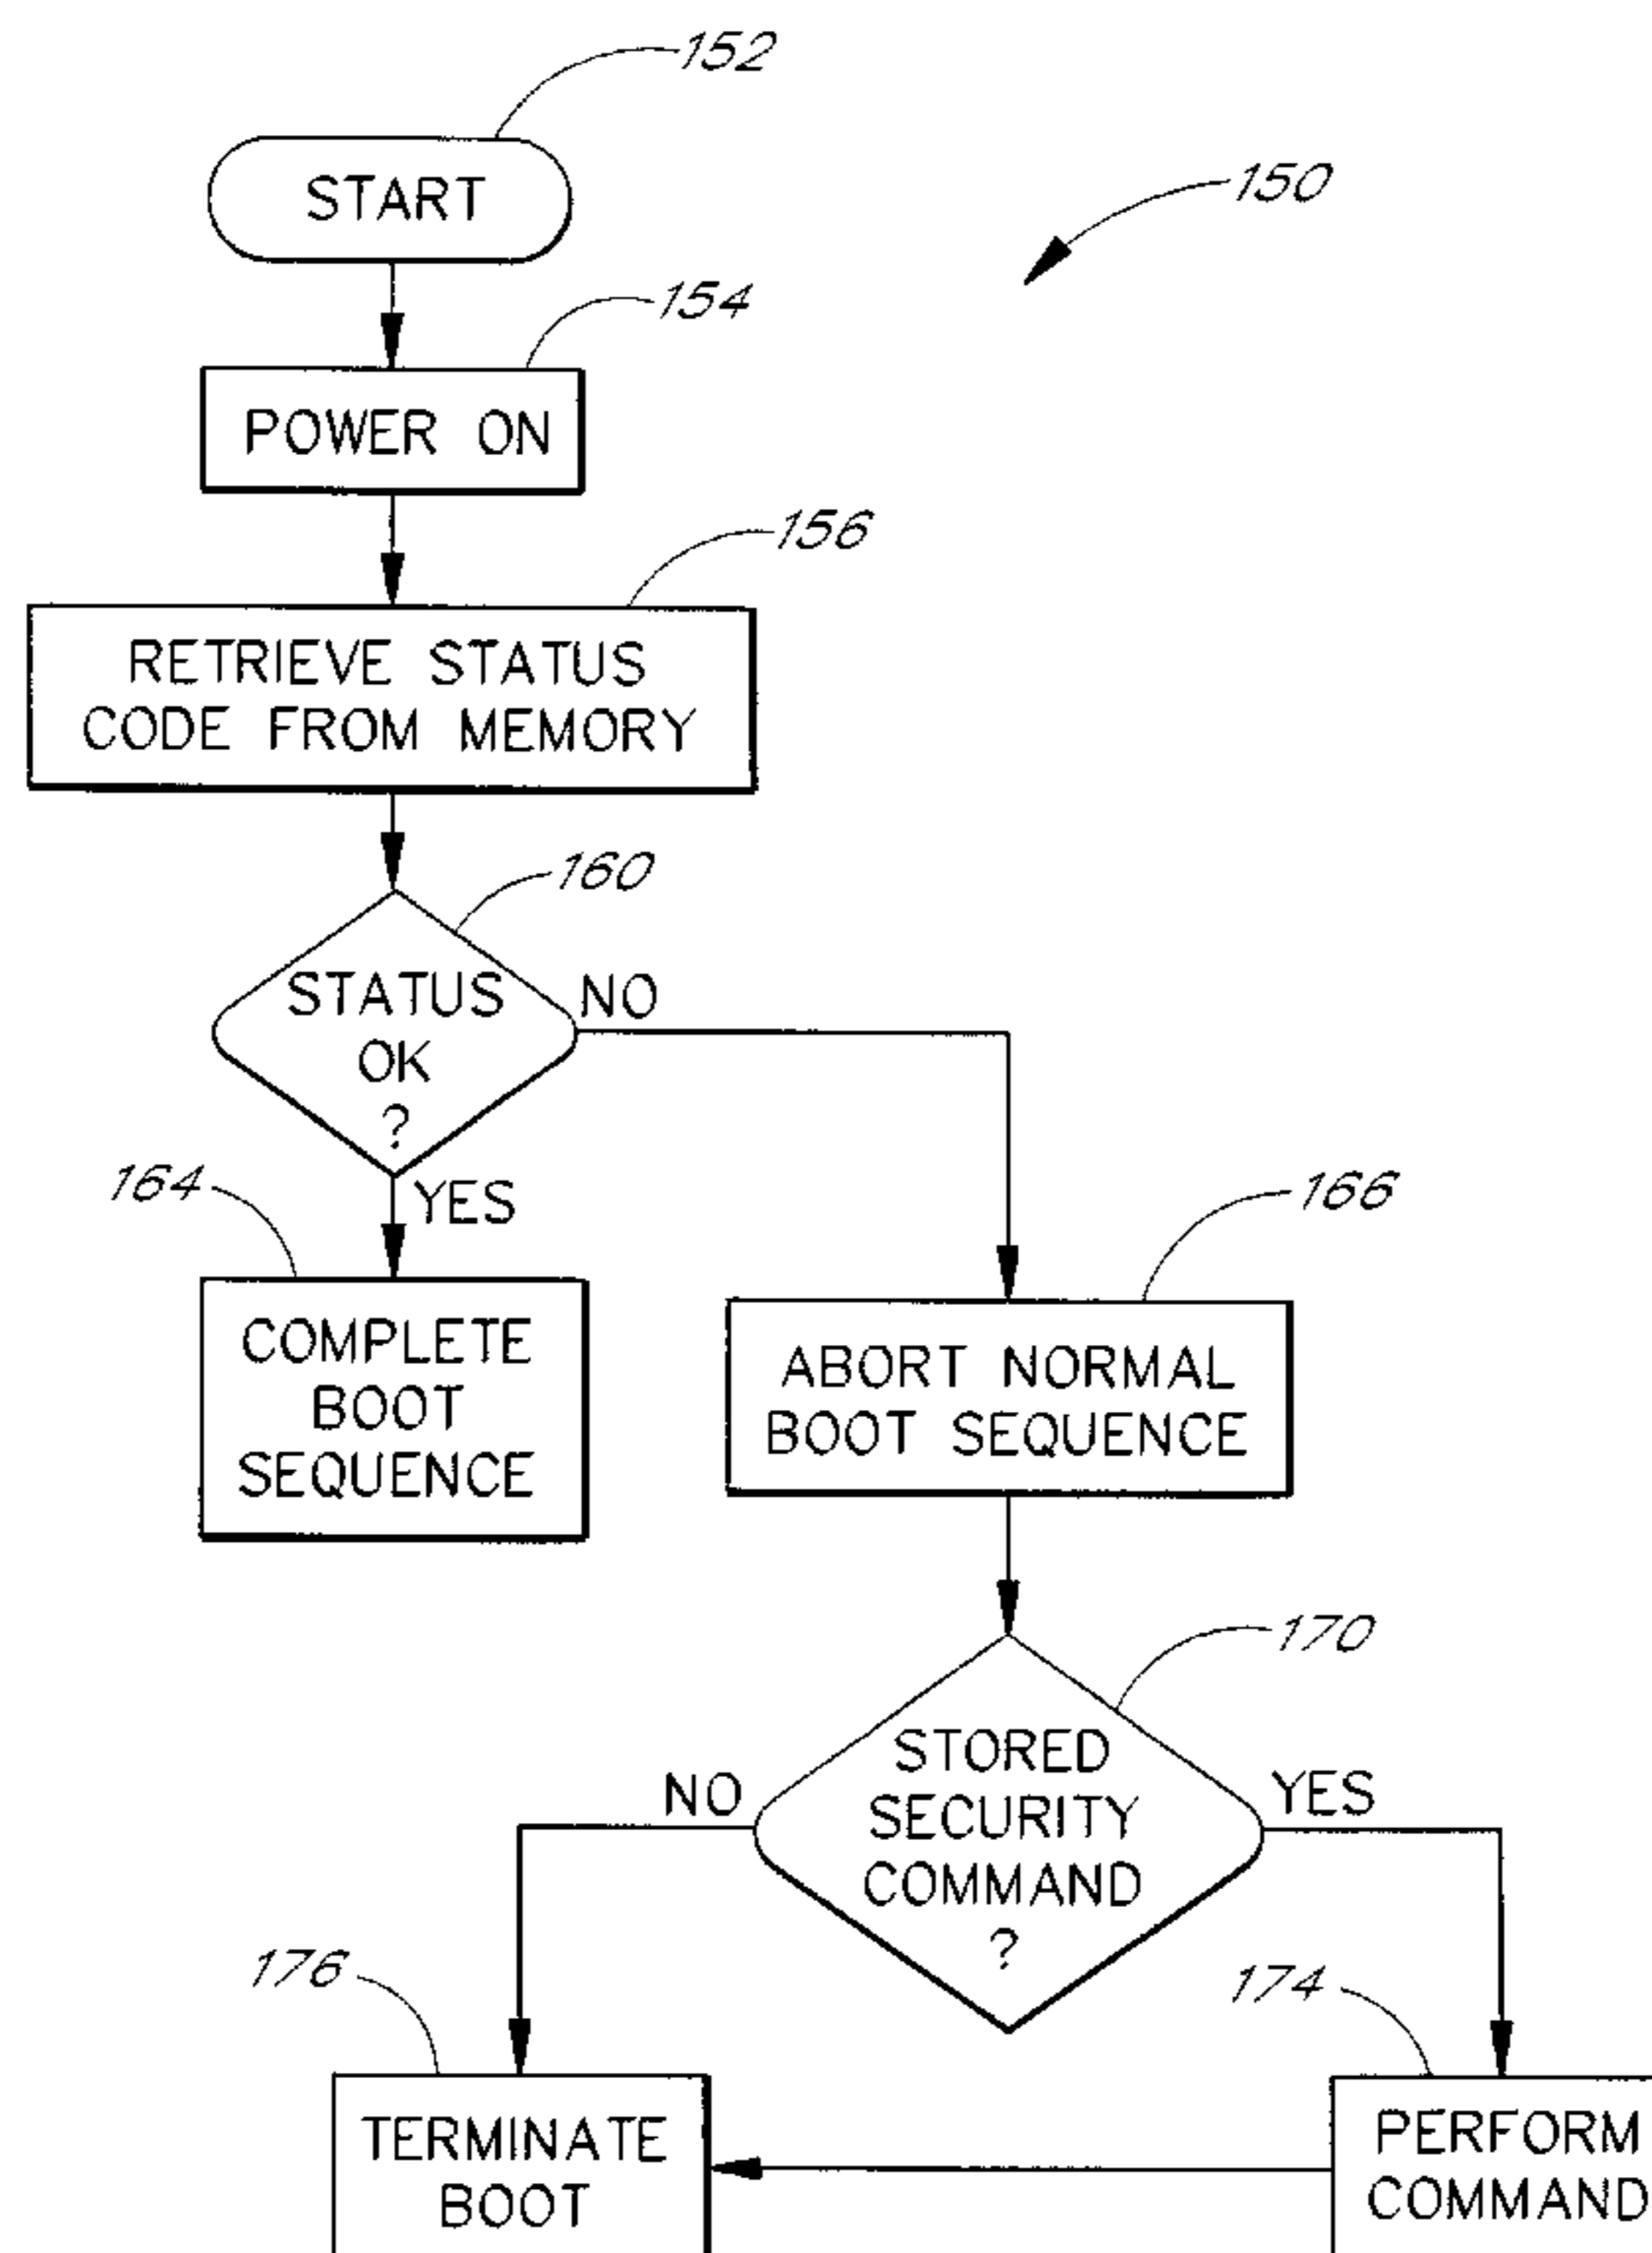 152
START
150
154
POWER ON
156
RETRIEVE STATUS
CODE FROM MEMORY
160
STATUS
OK
?
NO
YES
164
COMPLETE
BOOT
SEQUENCE
166
ABORT NORMAL
BOOT SEQUENCE
170
STORED
SECURITY
COMMAND
?
NO
YES
176
TERMINATE
BOOT
174
PERFORM
COMMAND